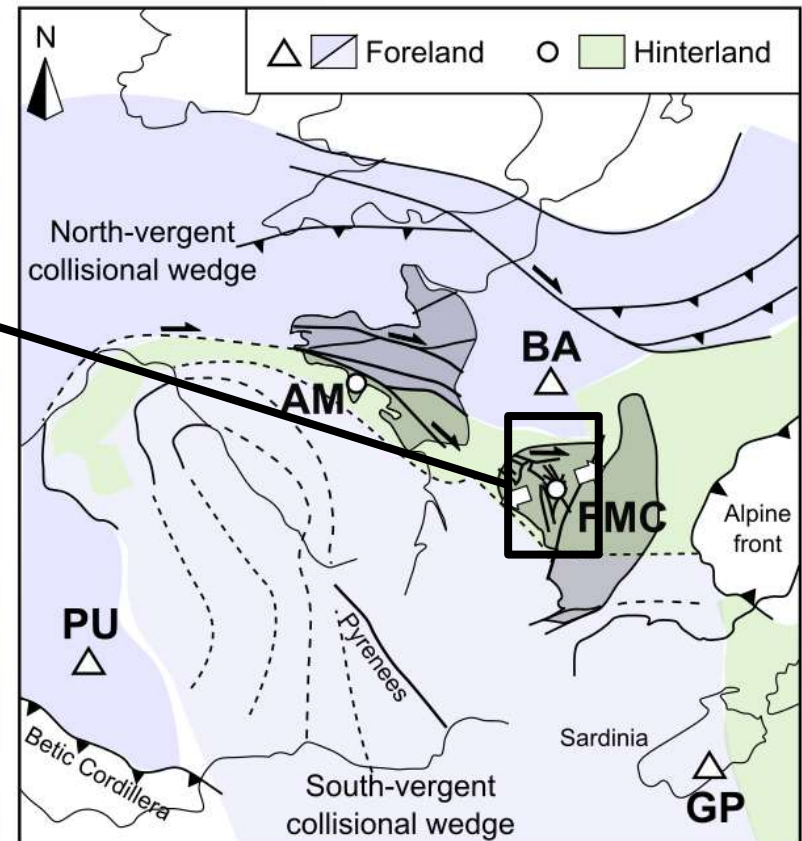 N
Foreland
Hinterland
North-vergent
collisional wedge
BA
AM
FMC
Alpine
front
PU
Pyrenees
Sardinia
Betic Cordillera
South-vergent
collisional wedge
GP